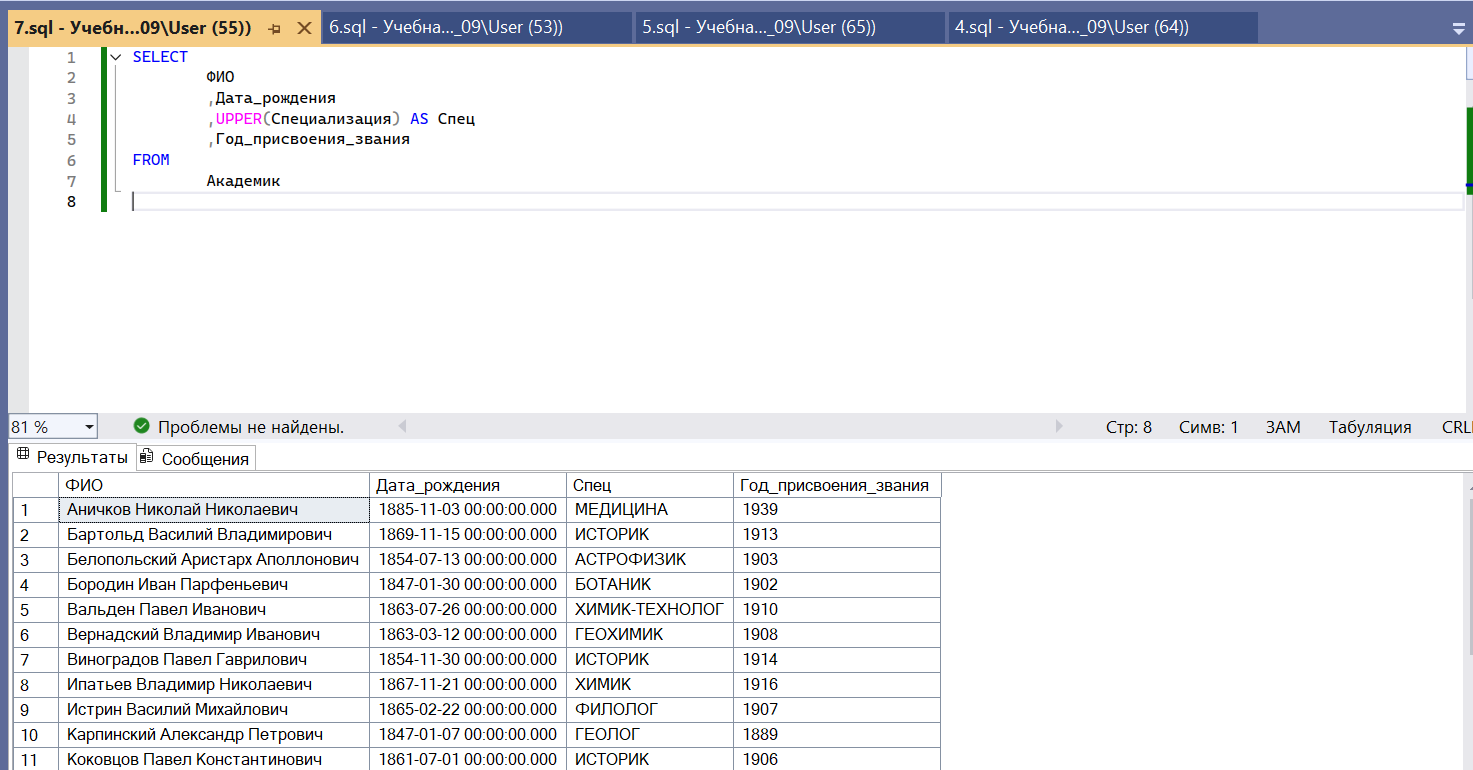 7.sql - Учебн...09\User (55))
6.sql - Учебна..._09\User (53))
5.sql - Учебна..._09\User (65))
4.sql - Учебна..._09\User (64))
1 SELECT
2 ФИО
3 ,Дата_рождения
4 ,UPPER(Специализация) AS Спец
5 ,Год_присвоения_звания
6 FROM
7 Академик
8
81 % Проблемы не найдены. Стр: 8 Симв: 1 ЗАМ Табуляция CRL
Результаты Сообщения
ФИО Дата_рождения Спец Год_присвоения_звания
1 Аничков Николай Николаевич 1885-11-03 00:00:00.000 МЕДИЦИНА 1939
2 Бартольд Василий Владимирович 1869-11-15 00:00:00.000 ИСТОРИК 1913
3 Белопольский Аристарх Аполлонович 1854-07-13 00:00:00.000 АСТРОФИЗИК 1903
4 Бородин Иван Парфеньевич 1847-01-30 00:00:00.000 БОТАНИК 1902
5 Вальден Павел Иванович 1863-07-26 00:00:00.000 ХИМИК-ТЕХНОЛОГ 1910
6 Вернадский Владимир Иванович 1863-03-12 00:00:00.000 ГЕОХИМИК 1908
7 Виноградов Павел Гаврилович 1854-11-30 00:00:00.000 ИСТОРИК 1914
8 Ипатьев Владимир Николаевич 1867-11-21 00:00:00.000 ХИМИК 1916
9 Истрин Василий Михайлович 1865-02-22 00:00:00.000 ФИЛОЛОГ 1907
10 Карпинский Александр Петрович 1847-01-07 00:00:00.000 ГЕОЛОГ 1889
11 Коковцов Павел Константинович 1861-07-01 00:00:00.000 ИСТОРИК 1906